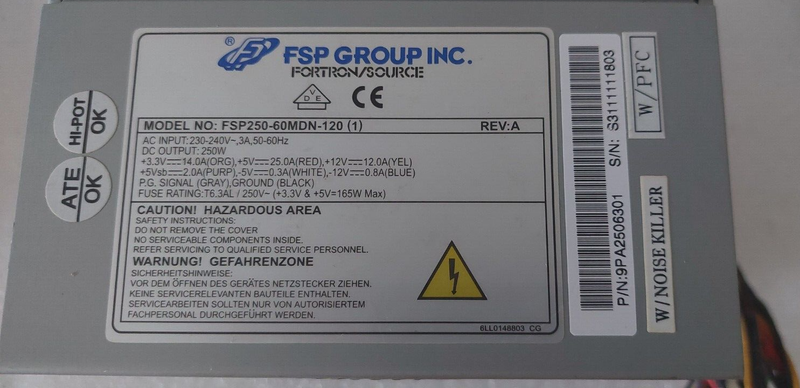 FSP GROUP INC.
FORTRON/SOURCE
VDE
CE
MODEL NO: FSP250-60MDN-120 (1) REV:A
AC INPUT:230-240V~,3A,50-60Hz
DC OUTPUT: 250W
+3.3V⎓14.0A(ORG),+5V⎓25.0A(RED),+12V⎓12.0A(YEL)
+5Vsb⎓2.0A(PURP),-5V⎓0.3A(WHITE),-12V⎓0.8A(BLUE)
P.G. SIGNAL (GRAY),GROUND (BLACK)
FUSE RATING:T6.3AL / 250V~ (+3.3V & +5V=165W Max)
CAUTION! HAZARDOUS AREA
SAFETY INSTRUCTIONS:
DO NOT REMOVE THE COVER
NO SERVICEABLE COMPONENTS INSIDE.
REFER SERVICING TO QUALIFIED SERVICE PERSONNEL.
WARNUNG! GEFAHRENZONE
SICHERHEITSHINWEISE:
VOR DEM ÖFFNEN DES GERÄTES NETZSTECKER ZIEHEN.
KEINE SERVICERELEVANTEN BAUTEILE ENTHALTEN.
SERVICEARBEITEN SOLLTEN NUR VON AUTORISIERTEM
FACHPERSONAL DURCHGEFÜHRT WERDEN.
6LL0148803 CG
HI-POT
OK
ATE
OK
P/N:9PA2506301 S/N: S3111111803
W/PFC
W/NOISE KILLER